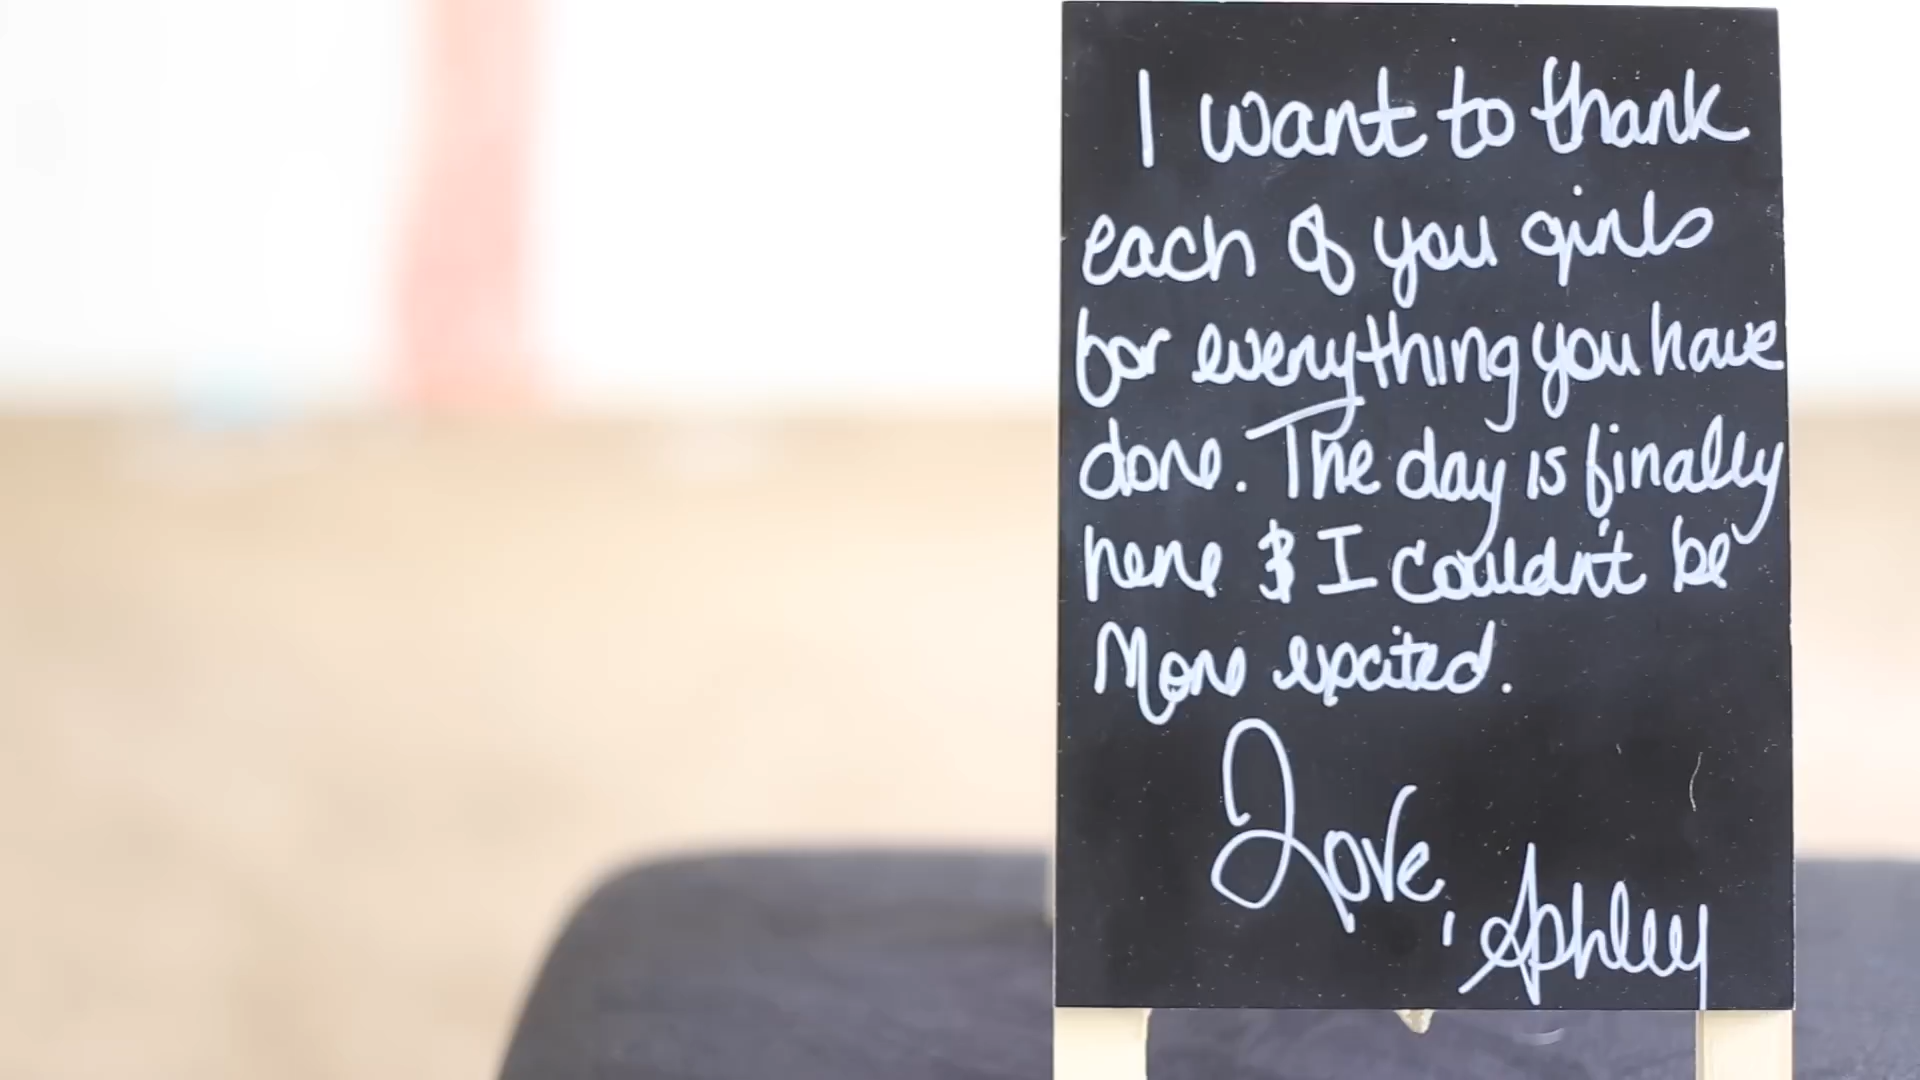 I want to thank
each of you girls
for everything you have
done. The day is finally
here & I couldn't be
More excited.
Love,
Ashley